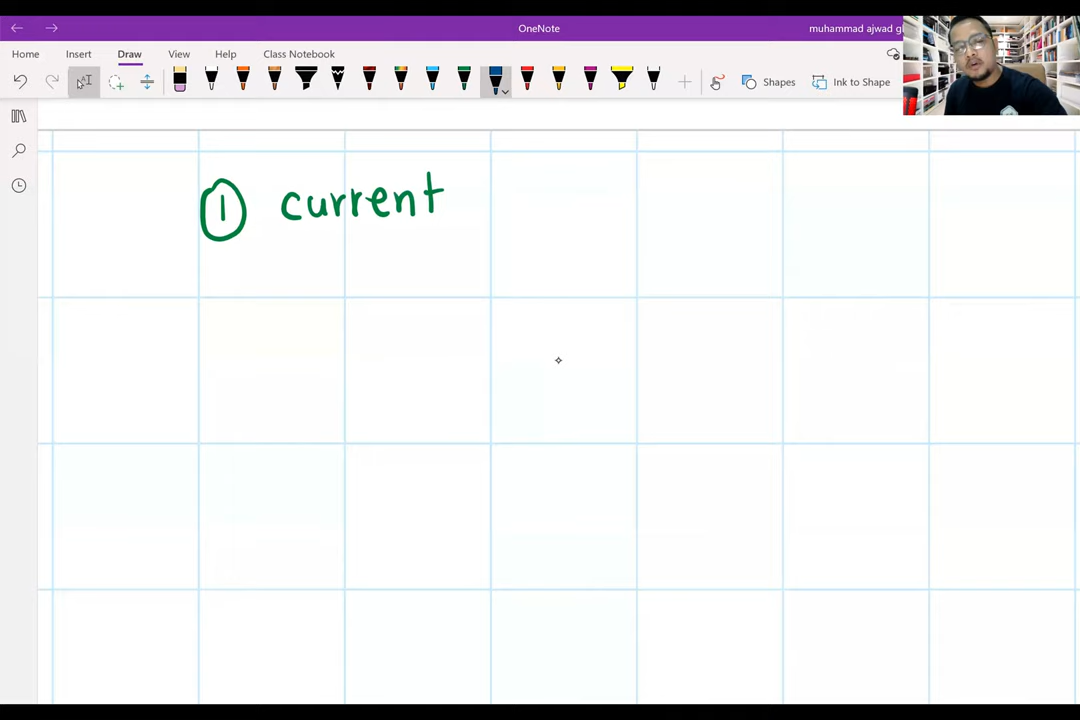 OneNote
muhammad ajwad g
Home Insert Draw View Help Class Notebook
Shapes Ink to Shape
① current